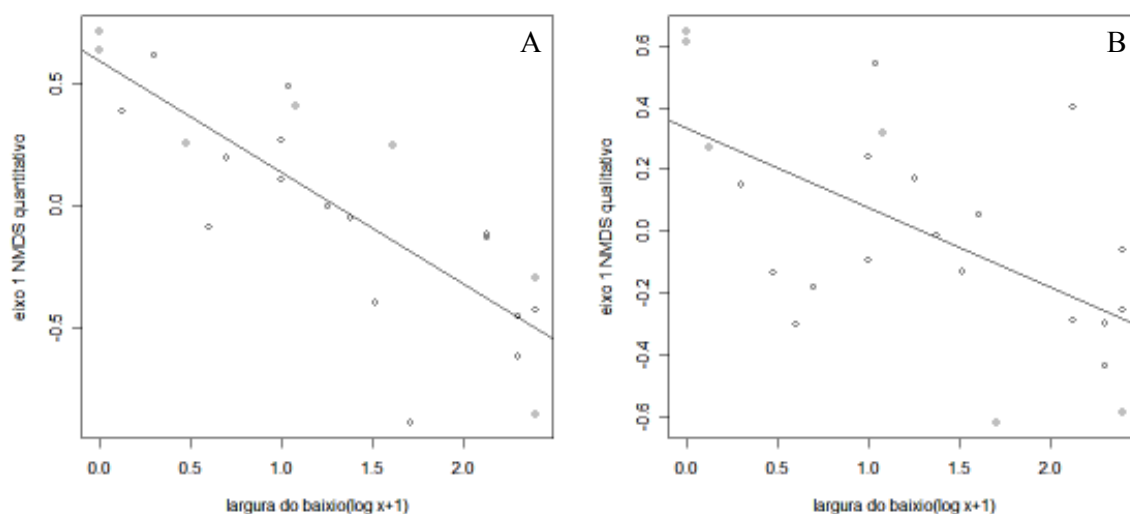 A
eixo 1 NMDS quantitativo
0.5
0.0
-0.5
0.0 0.5 1.0 1.5 2.0
largura do baixio(log x+1)
B
eixo 1 NMDS qualitativo
0.6
0.4
0.2
0.0
-0.2
-0.4
-0.6
0.0 0.5 1.0 1.5 2.0
largura do baixio(log x+1)